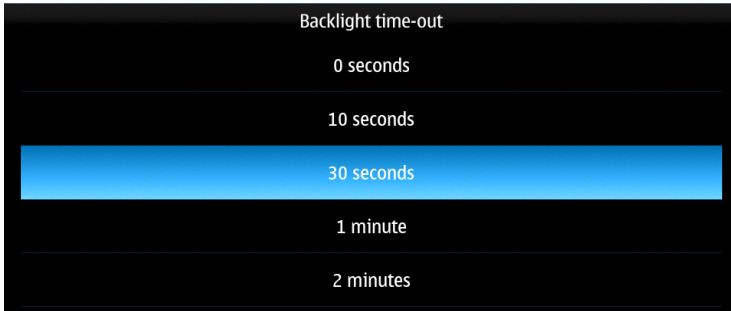 Backlight time-out
0 seconds
10 seconds
30 seconds
1 minute
2 minutes